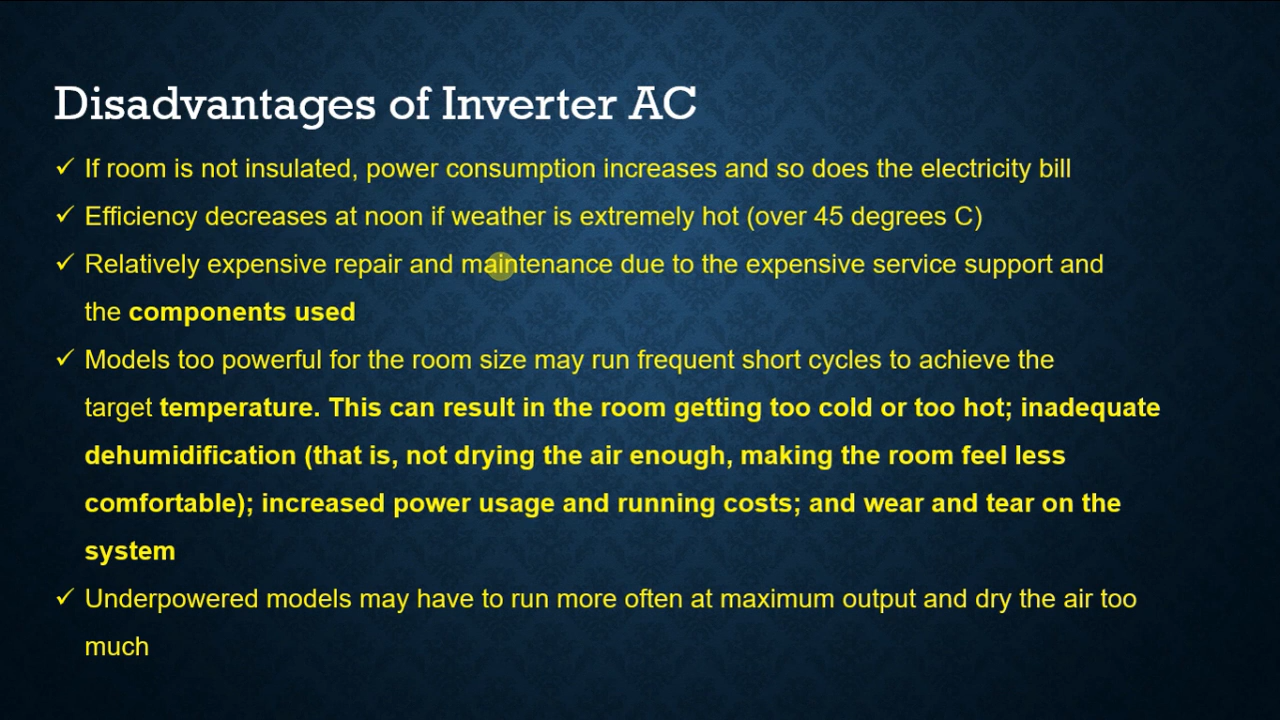 Disadvantages of Inverter AC
✓ If room is not insulated, power consumption increases and so does the electricity bill
✓ Efficiency decreases at noon if weather is extremely hot (over 45 degrees C)
✓ Relatively expensive repair and maintenance due to the expensive service support and
the components used
✓ Models too powerful for the room size may run frequent short cycles to achieve the
target temperature. This can result in the room getting too cold or too hot; inadequate
dehumidification (that is, not drying the air enough, making the room feel less
comfortable); increased power usage and running costs; and wear and tear on the
system
✓ Underpowered models may have to run more often at maximum output and dry the air too
much